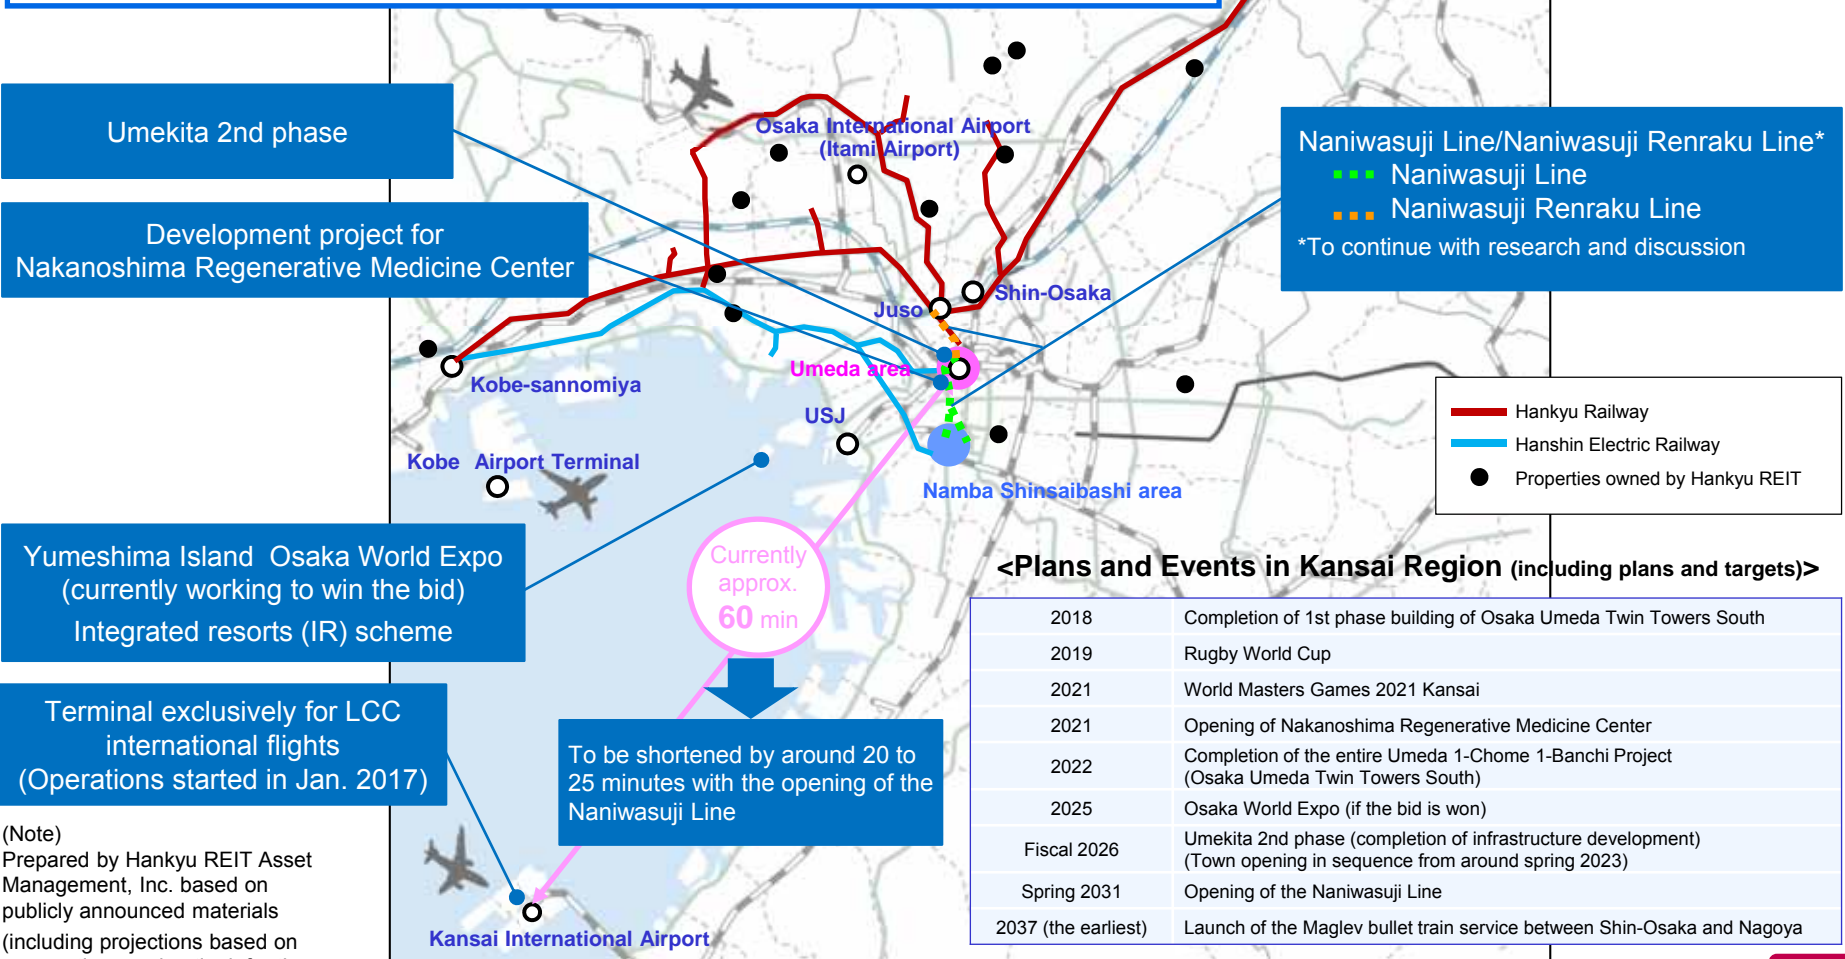 Umekita 2nd phase
Development project for
Nakanoshima Regenerative Medicine Center
Osaka International Airport
(Itami Airport)
Naniwasuji Line/Naniwasuji Renraku Line*
Naniwasuji Line
Naniwasuji Renraku Line
*To continue with research and discussion
Shin-Osaka
Juso
Umeda area
Kobe-sannomiya
USJ
Kobe Airport Terminal
Namba Shinsaibashi area
Hankyu Railway
Hanshin Electric Railway
Properties owned by Hankyu REIT
Yumeshima Island Osaka World Expo
(currently working to win the bid)
Integrated resorts (IR) scheme
Currently
approx.
60 min
Terminal exclusively for LCC
international flights
(Operations started in Jan. 2017)
To be shortened by around 20 to
25 minutes with the opening of the
Naniwasuji Line
Kansai International Airport
(Note)
Prepared by Hankyu REIT Asset
Management, Inc. based on
publicly announced materials
(including projections based on
<Plans and Events in Kansai Region (including plans and targets)>
2018 Completion of 1st phase building of Osaka Umeda Twin Towers South
2019 Rugby World Cup
2021 World Masters Games 2021 Kansai
2021 Opening of Nakanoshima Regenerative Medicine Center
2022 Completion of the entire Umeda 1-Chome 1-Banchi Project
(Osaka Umeda Twin Towers South)
2025 Osaka World Expo (if the bid is won)
Fiscal 2026 Umekita 2nd phase (completion of infrastructure development)
(Town opening in sequence from around spring 2023)
Spring 2031 Opening of the Naniwasuji Line
2037 (the earliest) Launch of the Maglev bullet train service between Shin-Osaka and Nagoya